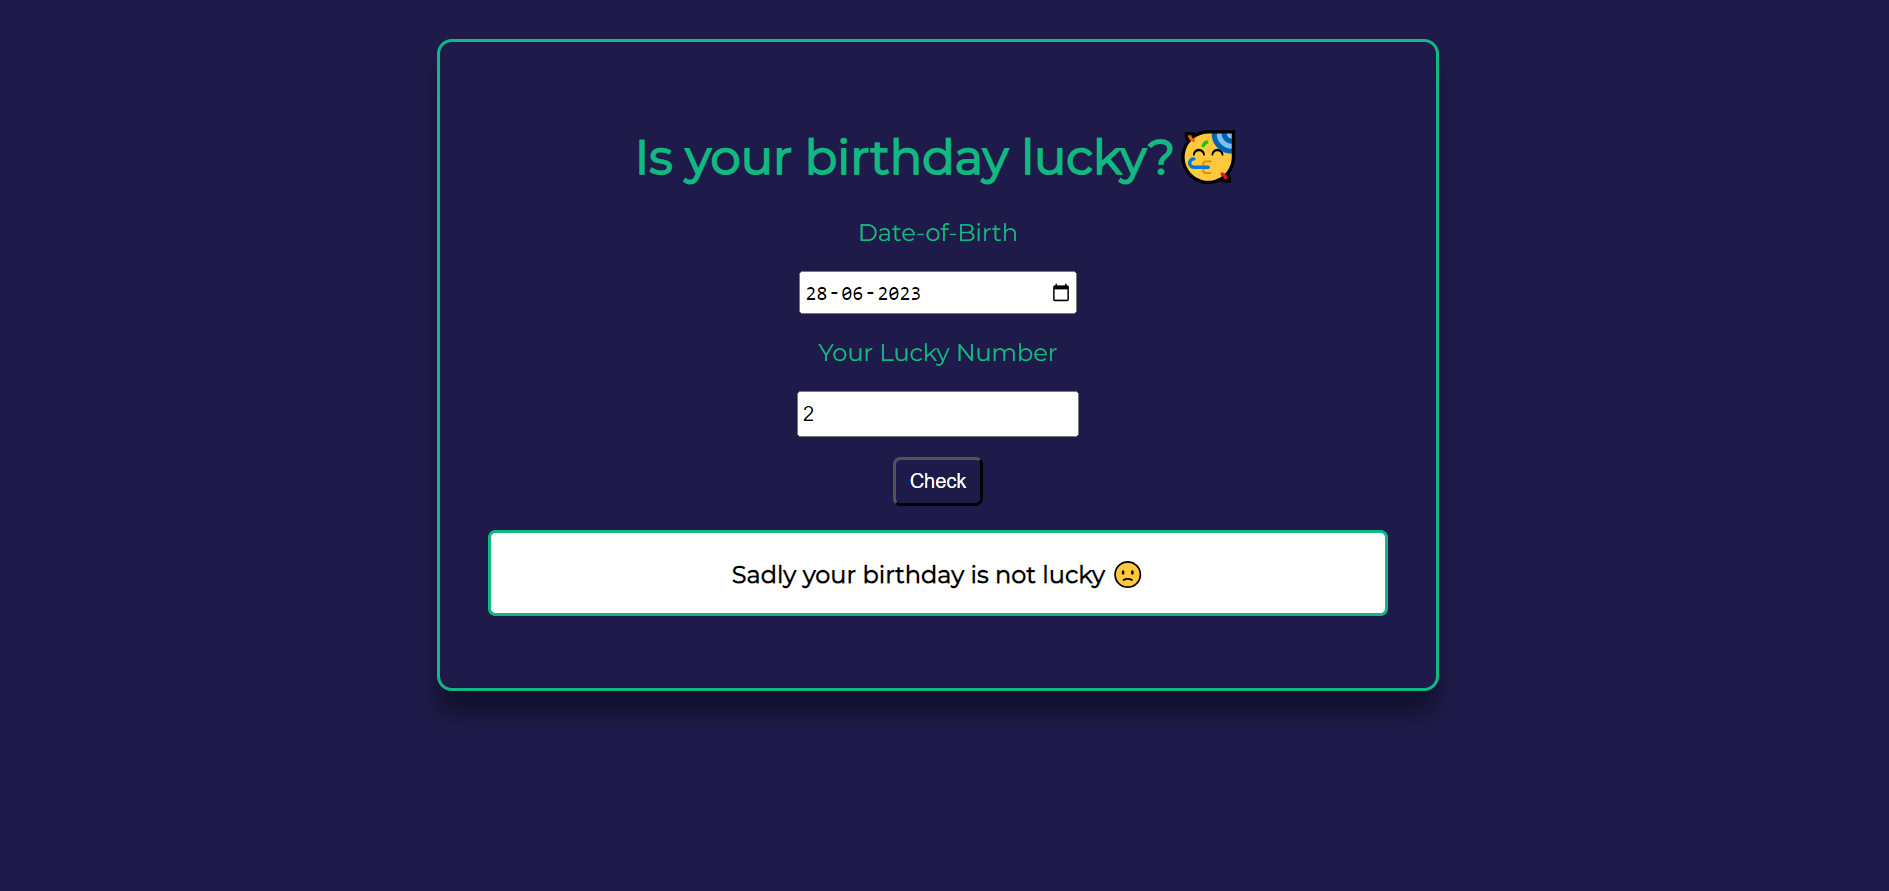 Is your birthday lucky?🥳
Date-of-Birth
28-06-2023
Your Lucky Number
2
Check
Sadly your birthday is not lucky 🙁